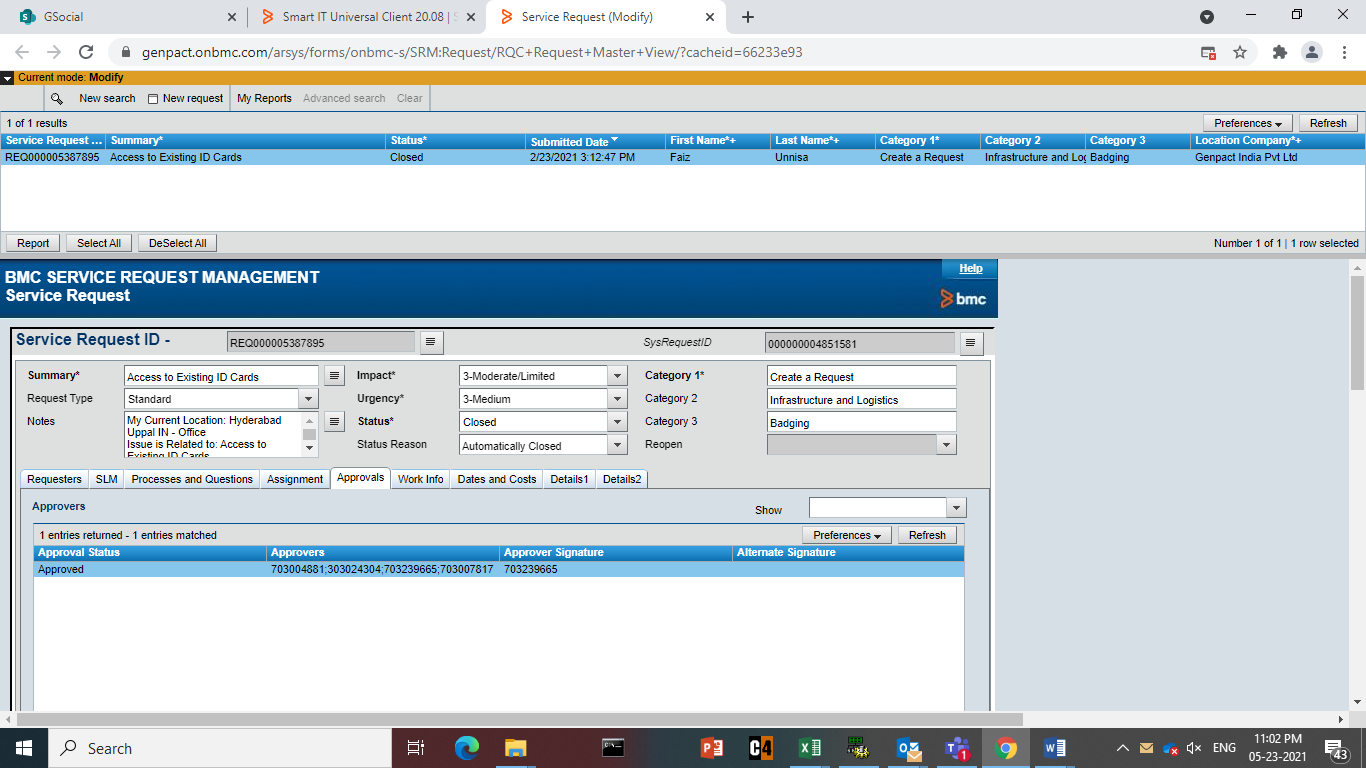 GSocial
Smart IT Universal Client 20.08 | S
Service Request (Modify)
genpact.onbmc.com/arsys/forms/onbmc-s/SRM:Request/RQC+Request+Master+View/?cacheid=66233e93
Current mode: Modify
New search New request My Reports Advanced search Clear
1 of 1 results Preferences Refresh
Service Request ... Summary* Status* Submitted Date First Name*+ Last Name*+ Category 1* Category 2 Category 3 Location Company*+
REQ000005387895 Access to Existing ID Cards Closed 2/23/2021 3:12:47 PM Faiz Unnisa Create a Request Infrastructure and Log Badging Genpact India Pvt Ltd
Report Select All DeSelect All Number 1 of 1 | 1 row selected
BMC SERVICE REQUEST MANAGEMENT Help
Service Request bmc
Service Request ID - REQ000005387895 SysRequestID 000000004851581
Summary* Access to Existing ID Cards Impact* 3-Moderate/Limited Category 1* Create a Request
Request Type Standard Urgency* 3-Medium Category 2 Infrastructure and Logistics
Notes My Current Location: Hyderabad Status* Closed Category 3 Badging
Uppal IN - Office
Issue is Related to: Access to Status Reason Automatically Closed Reopen
Existing ID Cards
Requesters SLM Processes and Questions Assignment Approvals Work Info Dates and Costs Details1 Details2
Approvers Show
1 entries returned - 1 entries matched Preferences Refresh
Approval Status Approvers Approver Signature Alternate Signature
Approved 703004881;303024304;703239665;703007817 703239665
Search ENG 11:02 PM
05-23-2021
1
43